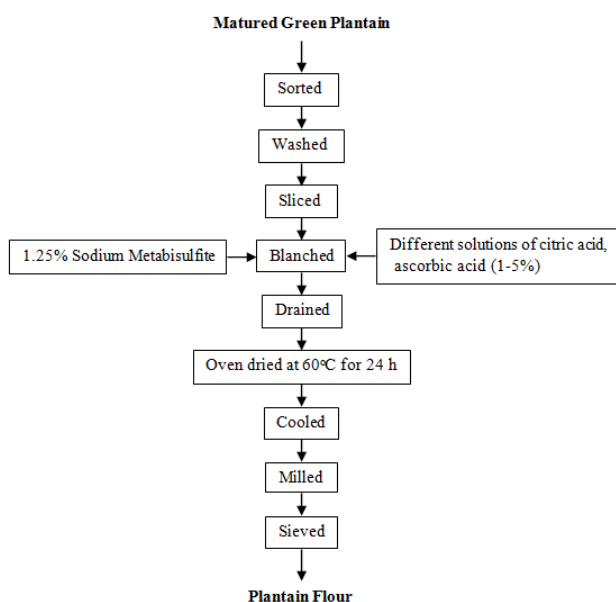 Matured Green Plantain
Sorted
Washed
Sliced
1.25% Sodium Metabisulfite
Blanched
Different solutions of citric acid,
ascorbic acid (1-5%)
Drained
Oven dried at 60°C for 24 h
Cooled
Milled
Sieved
Plantain Flour